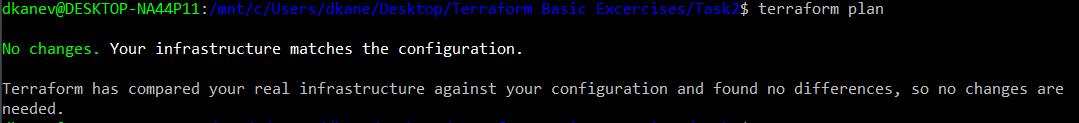 dkanev@DESKTOP-NA44P11:/mnt/c/Users/dkane/Desktop/Terraform Basic Excercises/Task2$ terraform plan
No changes. Your infrastructure matches the configuration.
Terraform has compared your real infrastructure against your configuration and found no differences, so no changes are
needed.